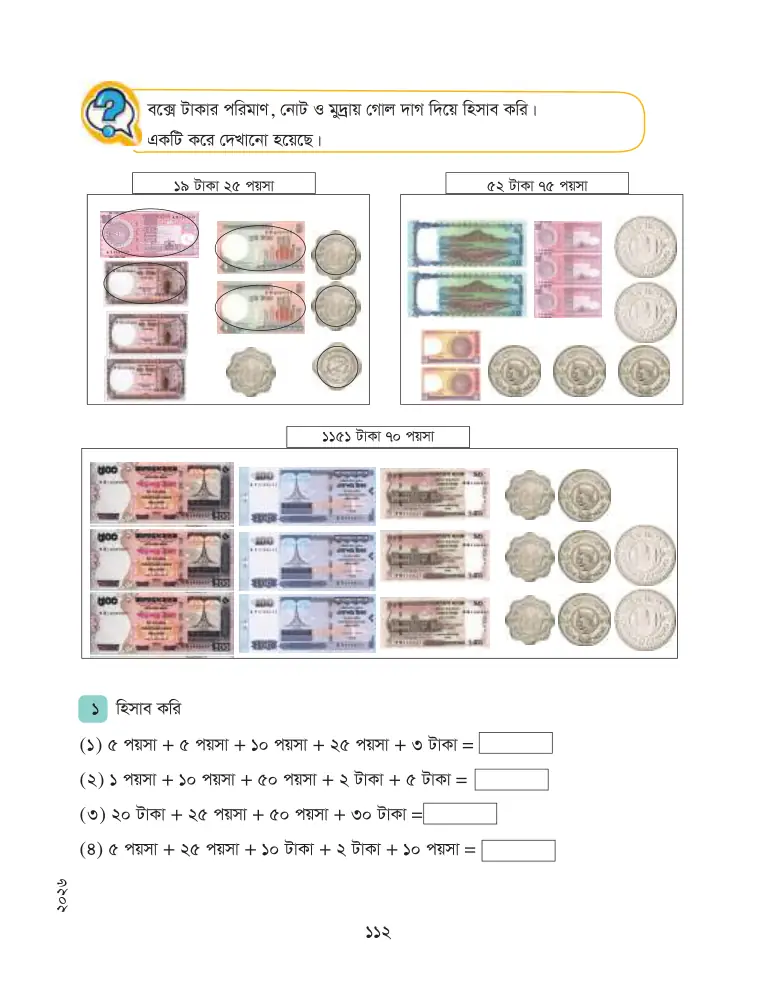 বক্সে টাকার পরিমাণ, নোট ও মুদ্রায় গোল দাগ দিয়ে হিসাব করি।
একটি করে দেখানো হয়েছে।
১৯ টাকা ২৫ পয়সা
৫২ টাকা ৭৫ পয়সা
১১৫১ টাকা ৭০ পয়সা
১ হিসাব করি
(১) ৫ পয়সা + ৫ পয়সা + ১০ পয়সা + ২৫ পয়সা + ৩ টাকা =
(২) ১ পয়সা + ১০ পয়সা + ৫০ পয়সা + ২ টাকা + ৫ টাকা =
(৩) ২০ টাকা + ২৫ পয়সা + ৫০ পয়সা + ৩০ টাকা =
(৪) ৫ পয়সা + ২৫ পয়সা + ১০ টাকা + ২ টাকা + ১০ পয়সা =
২০২৬
১১২